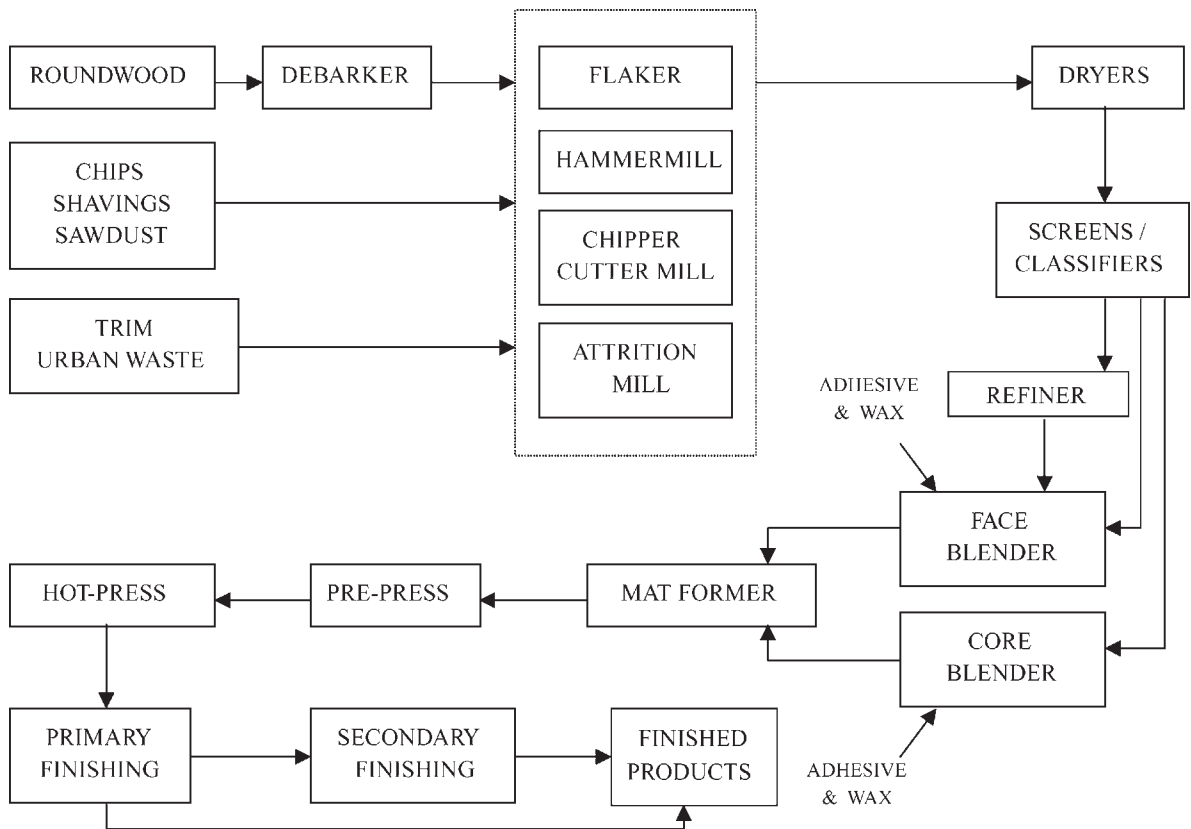 ROUNDWOOD
DEBARKER
FLAKER
DRYERS
HAMMERMILL
CHIPS
SHAVINGS
SAWDUST
CHIPPER
CUTTER MILL
SCREENS /
CLASSIFIERS
TRIM
URBAN WASTE
ATTRITION
MILL
ADHESIVE
& WAX
REFINER
FACE
BLENDER
HOT-PRESS
PRE-PRESS
MAT FORMER
CORE
BLENDER
PRIMARY
FINISHING
SECONDARY
FINISHING
FINISHED
PRODUCTS
ADHESIVE
& WAX